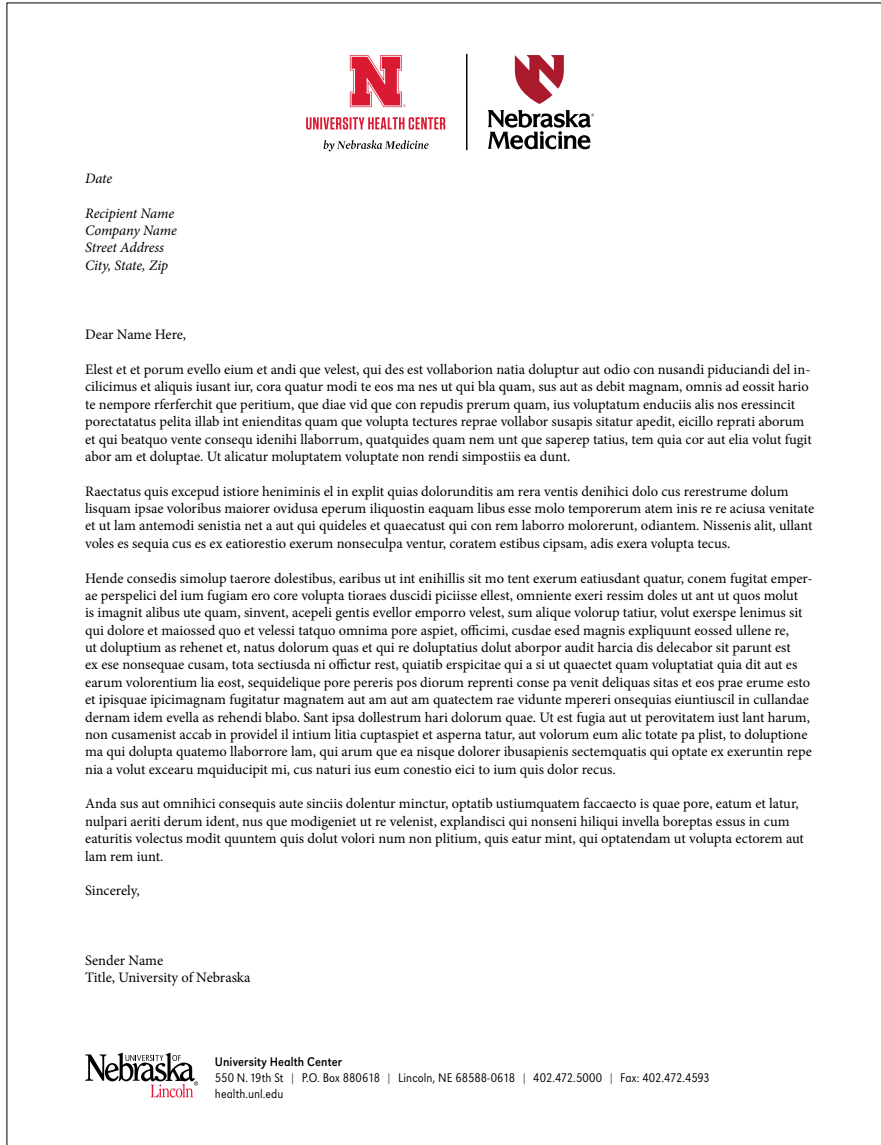 N
UNIVERSITY HEALTH CENTER
by Nebraska Medicine
N
Nebraska
Medicine
Date
Recipient Name
Company Name
Street Address
City, State, Zip
Dear Name Here,
Elest et et porum evello eium et andi que velest, qui des est vollaborion natia doluptur aut odio con nusandi piduciandi del in-
cilicimus et aliquis iusant iur, cora quatur modi te eos ma nes ut qui bla quam, sus aut as debit magnam, omnis ad eossit hario
te nempore rferferchit que peritium, que diae vid que con repudis prerum quam, ius voluptatum enduciis alis nos eressincit
porectatatus pelita illab int enienditas quam que volupta tectures reprae vollabor susapis sitatur apedit, eicillo reprati aborum
et qui beatquo vente consequ idenihi llaborrum, quatquides quam nem unt que saperep tatius, tem quia cor aut elia volut fugit
abor am et doluptae. Ut alicatur moluptatem voluptate non rendi simpostiis ea dunt.
Raectatus quis excepud istiore heniminis el in explit quias dolorunditis am rera ventis denihici dolo cus rerestrume dolum
lisquam ipsae voloribus maiorer ovidusa eperum iliquostin eaquam libus esse molo temporerum atem inis re re aciusa venitate
et ut lam antemodi senistia net a aut qui quideles et quaecatust qui con rem laborro molorerunt, odiantem. Nissenis alit, ullant
voles es sequia cus es ex eatiorestio exerum nonseculpa ventur, coratem estibus cipsam, adis exera volupta tecus.
Hende consedis simolup taerore dolestibus, earibus ut int enihillis sit mo tent exerum eatiusdant quatur, conem fugitat emper-
ae perspelici del ium fugiam ero core volupta tioraes duscidi piciisse ellest, omniente exeri ressim doles ut ant ut quos molut
is imagnit alibus ute quam, sinvent, acepeli gentis evellor emporro velest, sum alique volorup tatiur, volut exerspe lenimus sit
qui dolore et maiossed quo et velessi tatquo omnima pore aspiet, officimi, cusdae esed magnis expliquunt eossed ullene re,
ut doluptium as rehenet et, natus dolorum quas et qui re doluptatius dolut aborpor audit harcia dis delecabor sit parunt est
ex ese nonsequae cusam, tota sectiusda ni offictur rest, quiatib erspicitae qui a si ut quaectet quam voluptatiat quia dit aut es
earum volorentium lia eost, sequidelique pore pereris pos diorum reprenti conse pa venit deliquas sitas et eos prae erume esto
et ipisquae ipicimagnam fugitatur magnatem aut am aut am quatectem rae vidunte mpereri onsequias eiuntiuscil in cullandae
dernam idem evella as rehendi blabo. Sant ipsa dollestrum hari dolorum quae. Ut est fugia aut ut perovitatem iust lant harum,
non cusamenist accab in providel il intium litia cuptaspiet et asperna tatur, aut volorum eum alic totate pa plist, to doluptione
ma qui dolupta quatemo llaborrore lam, qui arum que ea nisque dolorer ibusapienis sectemquatis qui optate ex exeruntin repe
nia a volut excearu mquiducipit mi, cus naturi ius eum conestio eici to ium quis dolor recus.
Anda sus aut omnihici consequis aute sinciis dolentur minctur, optatib ustiumquatem faccaecto is quae pore, eatum et latur,
nulpari aeriti derum ident, nus que modigeniet ut re velenist, explandisci qui nonseni hiliqui invella boreptas essus in cum
eaturitis volectus modit quuntem quis dolut volori num non plitium, quis eatur mint, qui optatendam ut volupta ectorem aut
lam rem iunt.
Sincerely,
Sender Name
Title, University of Nebraska
UNIVERSITY OF
Nebraska
Lincoln
University Health Center
550 N. 19th St | P.O. Box 880618 | Lincoln, NE 68588-0618 | 402.472.5000 | Fax: 402.472.4593
health.unl.edu